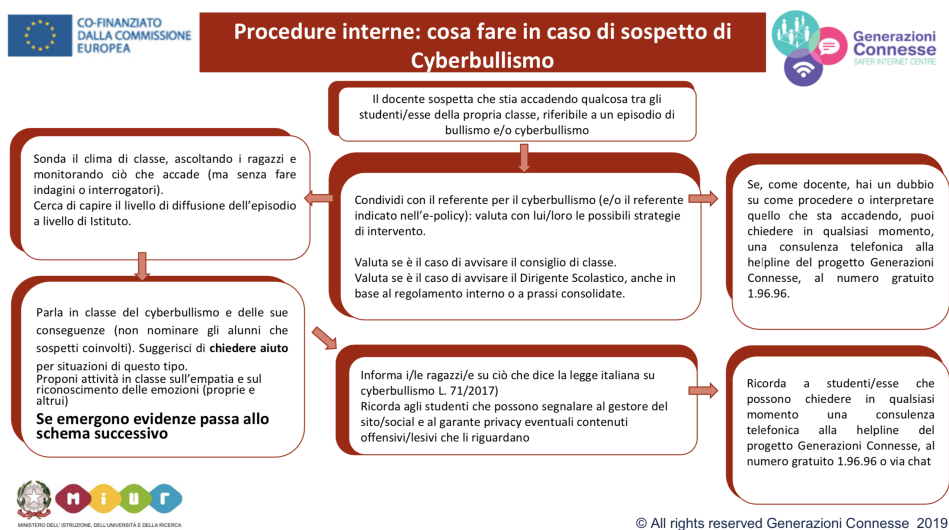 CO-FINANZIATO
DALLA COMMISSIONE
EUROPEA
Procedure interne: cosa fare in caso di sospetto di
Cyberbullismo
Generazioni
Connesse
SAFER INTERNET CENTRE
Il docente sospetta che stia accadendo qualcosa tra gli
studenti/esse della propria classe, riferibile a un episodio di
bullismo e/o cyberbullismo
Sonda il clima di classe, ascoltando i ragazzi e
monitorando ciò che accade (ma senza fare
indagini o interrogatori).
Cerca di capire il livello di diffusione dell'episodio
a livello di Istituto.
Condividi con il referente per il cyberbullismo (e/o il referente
indicato nell'e-policy): valuta con lui/loro le possibili strategie
di intervento.
Valuta se è il caso di avvisare il consiglio di classe.
Valuta se è il caso di avvisare il Dirigente Scolastico, anche in
base al regolamento interno o a prassi consolidate.
Se, come docente, hai un dubbio
su come procedere o interpretare
quello che sta accadendo, puoi
chiedere in qualsiasi momento,
una consulenza telefonica alla
helpline del progetto Generazioni
Connesse, al numero gratuito
1.96.96.
Parla in classe del cyberbullismo e delle sue
conseguenze (non nominare gli alunni che
sospetti coinvolti). Suggerisci di chiedere aiuto
per situazioni di questo tipo.
Proponi attività in classe sull'empatia e sul
riconoscimento delle emozioni (proprie e
altrui)
Se emergono evidenze passa allo
schema successivo
Informa i/le ragazzi/e su ciò che dice la legge italiana su
cyberbullismo L. 71/2017)
Ricorda agli studenti che possono segnalare al gestore del
sito/social e al garante privacy eventuali contenuti
offensivi/lesivi che li riguardano
Ricorda a studenti/esse che
possono chiedere in qualsiasi
momento una consulenza
telefonica alla helpline del
progetto Generazioni Connesse, al
numero gratuito 1.96.96 o via chat
m i u r
MINISTERO DELL' ISTRUZIONE, DELL'UNIVERSITÀ E DELLA RICERCA
© All rights reserved Generazioni Connesse 2019